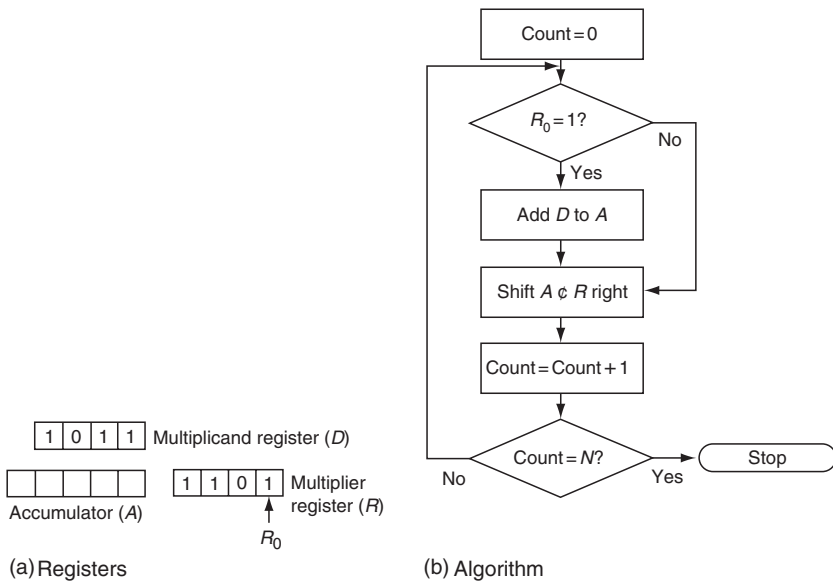 Count = 0
R0 = 1?
No
Yes
Add D to A
Shift A ¢ R right
Count = Count + 1
Count = N?
No
Yes
Stop
1 0 1 1
Multiplicand register (D)
Accumulator (A)
1 1 0 1
Multiplier
register (R)
R0
(a) Registers
(b) Algorithm